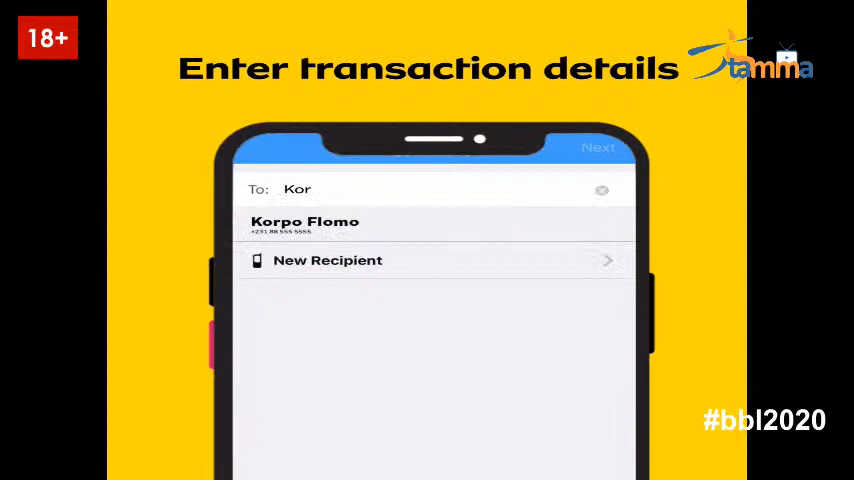 18+
Enter transaction details
tamma
Next
To: Kor
Korpo Flomo
+231 88 555 5555
New Recipient
#bbl2020